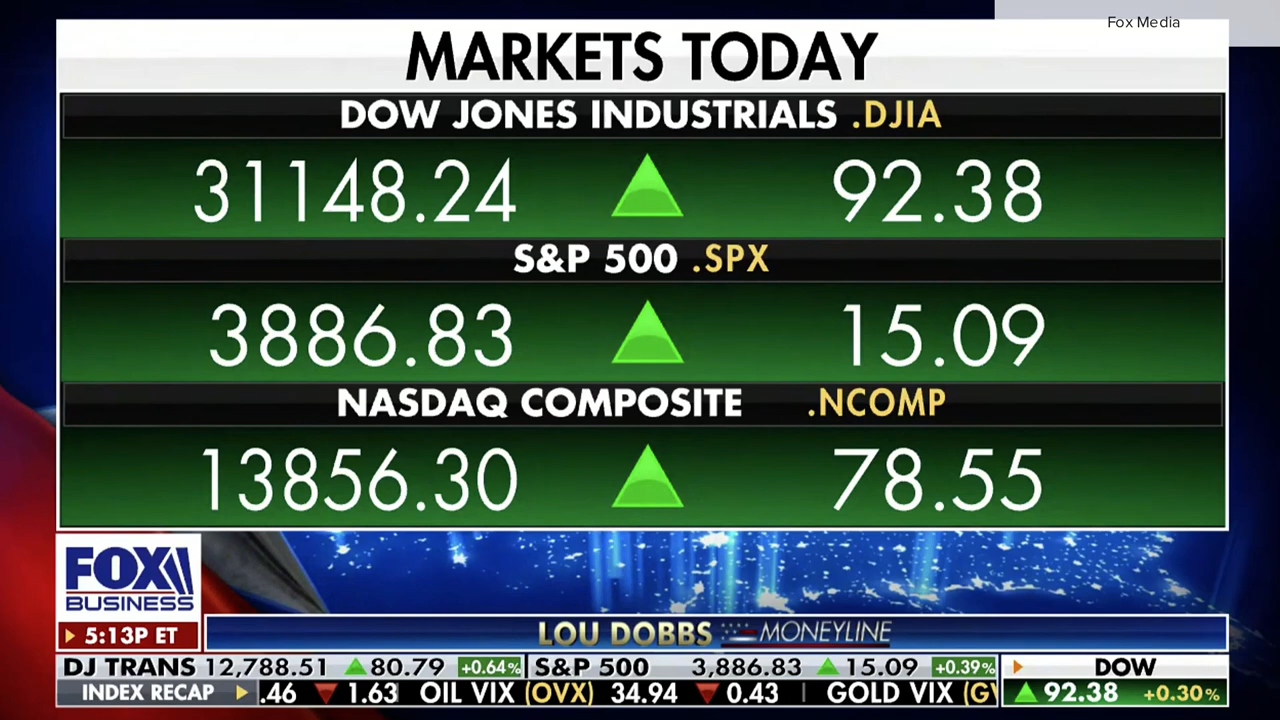 Fox Media
MARKETS TODAY
DOW JONES INDUSTRIALS .DJIA
31148.24 92.38
S&P 500 .SPX
3886.83 15.09
NASDAQ COMPOSITE .NCOMP
13856.30 78.55
FOX
BUSINESS
5:13P ET
LOU DOBBS MONEYLINE
DJ TRANS 12,788.51 80.79 +0.64% S&P 500 3,886.83 15.09 +0.39% DOW
INDEX RECAP .46 1.63 OIL VIX (OVX) 34.94 0.43 GOLD VIX 92.38 +0.30%